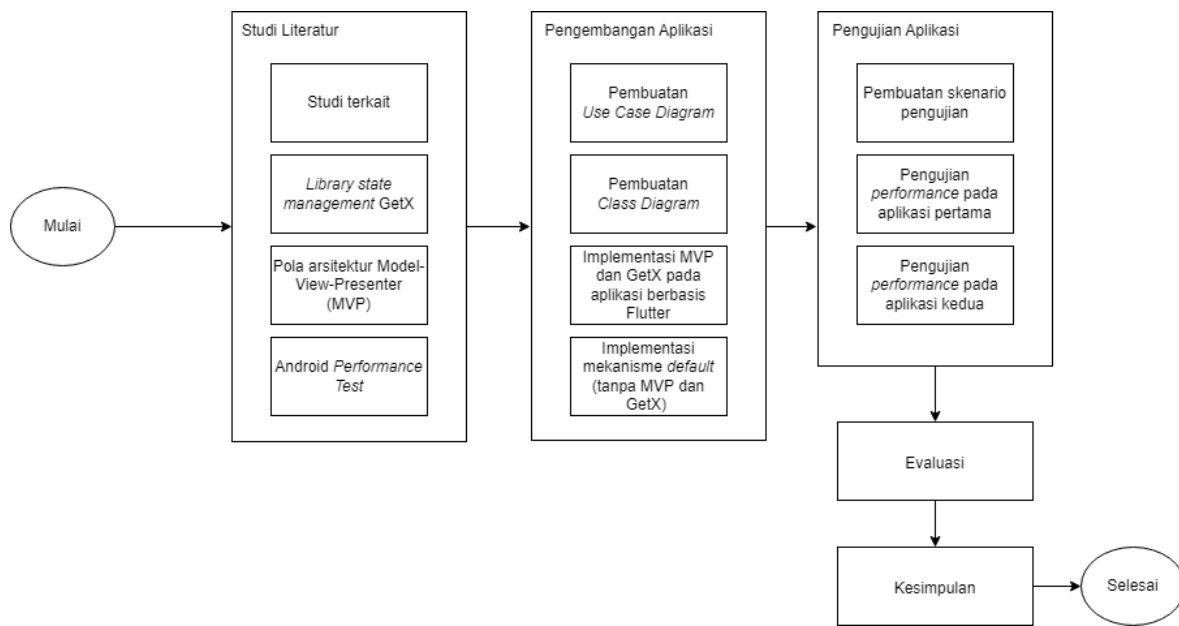 Mulai
Studi Literatur
Studi terkait
Library state
management GetX
Pola arsitektur Model-
View-Presenter
(MVP)
Android Performance
Test
Pengembangan Aplikasi
Pembuatan
Use Case Diagram
Pembuatan
Class Diagram
Implementasi MVP
dan GetX pada
aplikasi berbasis
Flutter
Implementasi
mekanisme default
(tanpa MVP dan
GetX)
Pengujian Aplikasi
Pembuatan skenario
pengujian
Pengujian
performance pada
aplikasi pertama
Pengujian
performance pada
aplikasi kedua
Evaluasi
Kesimpulan
Selesai